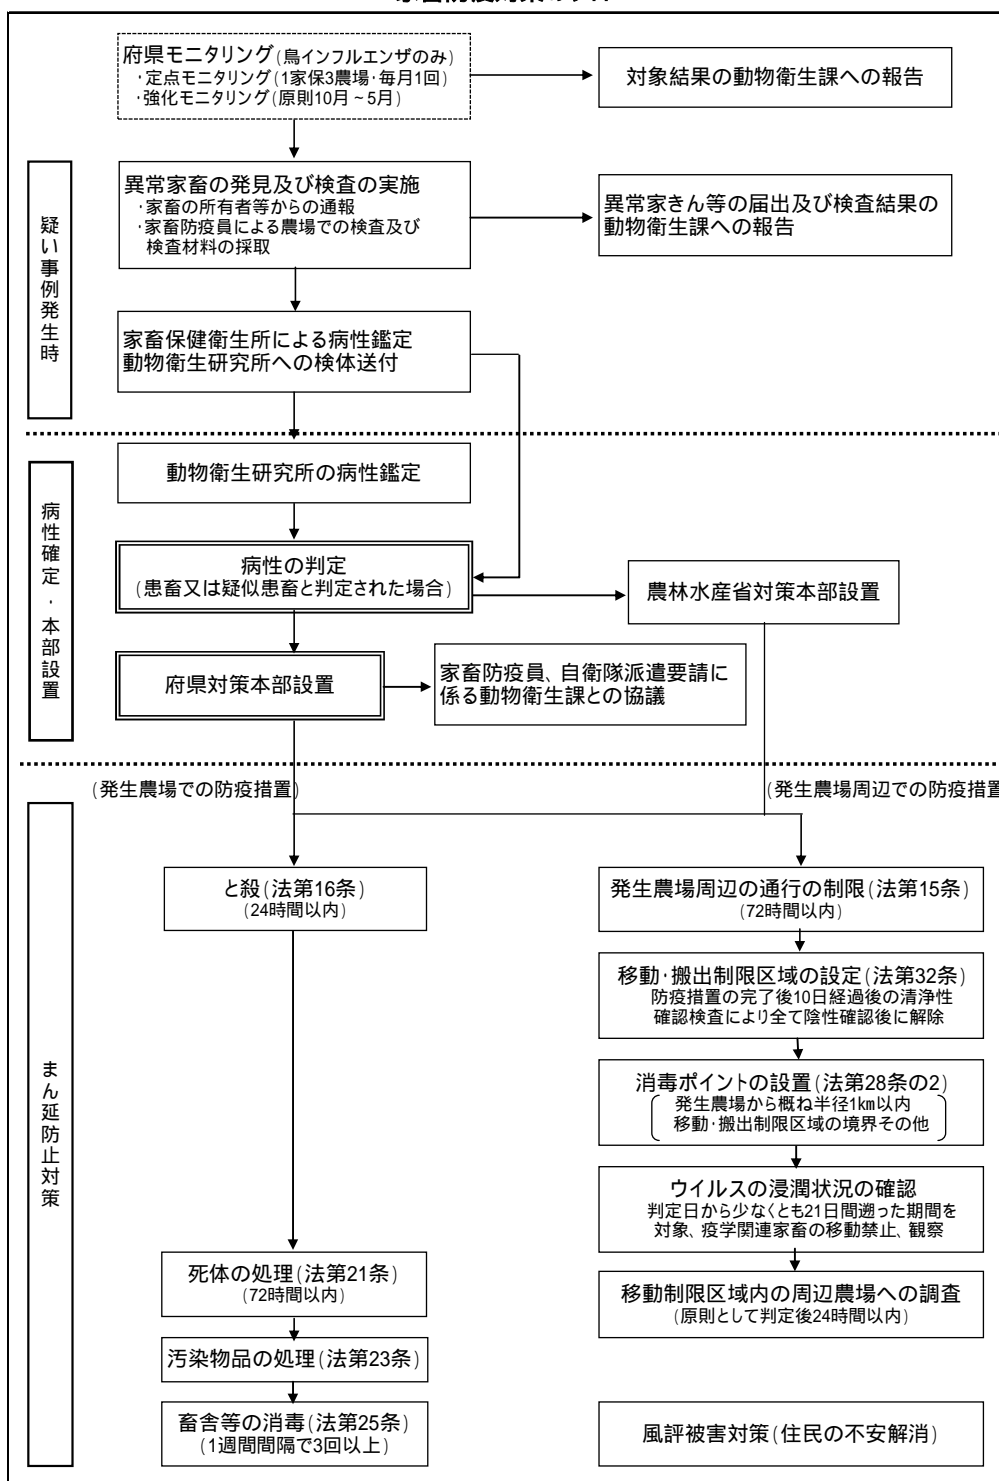 府県モニタリング(鳥インフルエンザのみ)
・定点モニタリング(1家保3農場・毎月1回)
・強化モニタリング(原則10月~5月)
対象結果の動物衛生課への報告
疑い事例発生時
異常家畜の発見及び検査の実施
・家畜の所有者等からの通報
・家畜防疫員による農場での検査及び
検査材料の採取
異常家きん等の届出及び検査結果の
動物衛生課への報告
家畜保健衛生所による病性鑑定
動物衛生研究所への検体送付
病性確定・本部設置
動物衛生研究所の病性鑑定
病性の判定
(患畜又は疑似患畜と判定された場合)
農林水産省対策本部設置
府県対策本部設置
家畜防疫員、自衛隊派遣要請に
係る動物衛生課との協議
(発生農場での防疫措置)
(発生農場周辺での防疫措置
まん延防止対策
と殺(法第16条)
(24時間以内)
発生農場周辺の通行の制限(法第15条)
(72時間以内)
移動・搬出制限区域の設定(法第32条)
防疫措置の完了後10日経過後の清浄性
確認検査により全て陰性確認後に解除
消毒ポイントの設置(法第28条の2)
発生農場から概ね半径1km以内
移動・搬出制限区域の境界その他
ウイルスの浸潤状況の確認
判定日から少なくとも21日間遡った期間を
対象、疫学関連家畜の移動禁止、観察
死体の処理(法第21条)
(72時間以内)
移動制限区域内の周辺農場への調査
(原則として判定後24時間以内)
汚染物品の処理(法第23条)
畜舎等の消毒(法第25条)
(1週間間隔で3回以上)
風評被害対策(住民の不安解消)